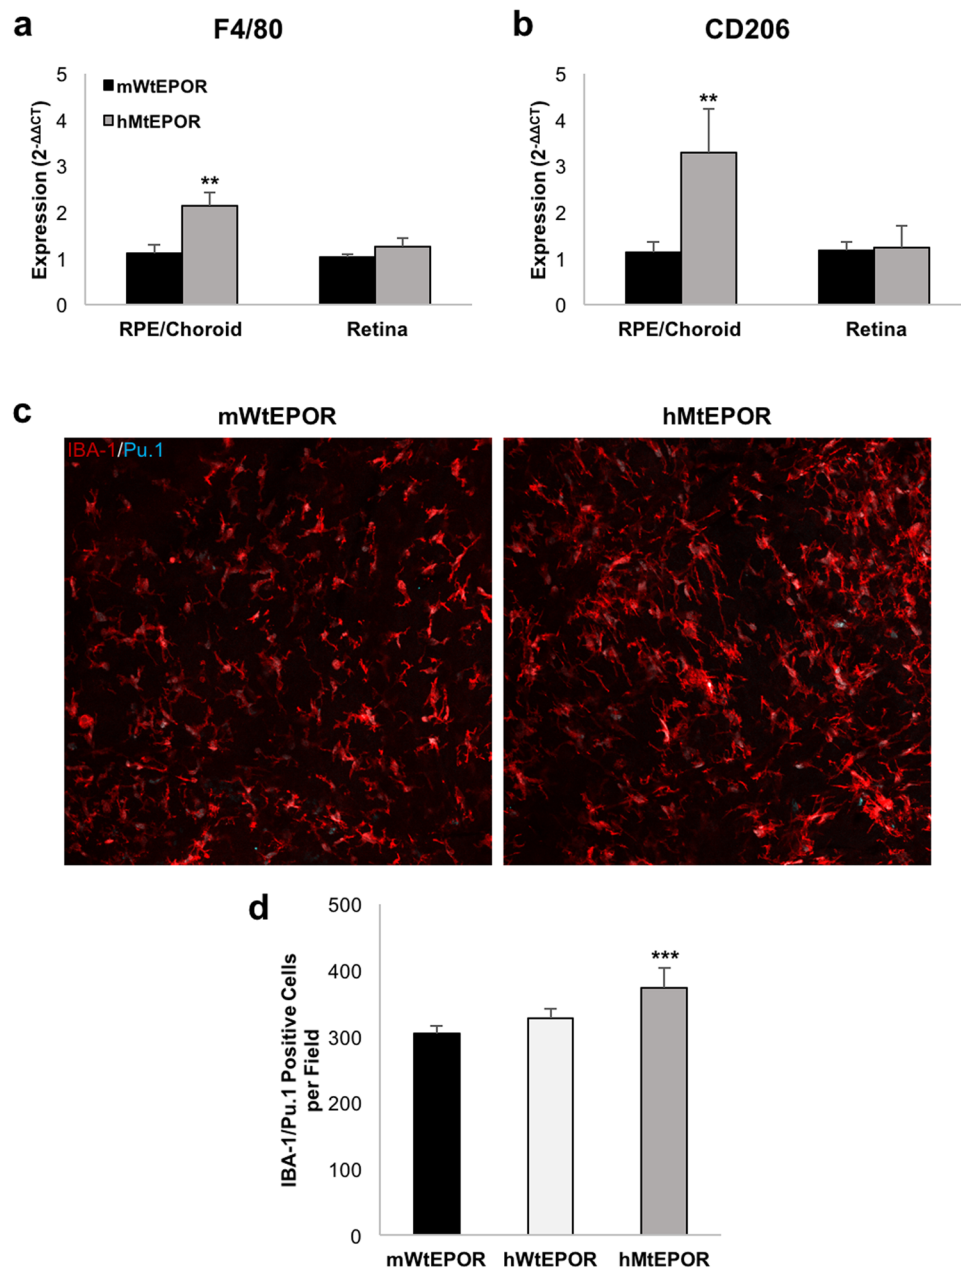 a
F4/80
5
4
3
2
1
0
Expression (2-ΔΔCT)
mWtEPOR
hMtEPOR
**
RPE/Choroid
Retina
b
CD206
5
4
3
2
1
0
Expression (2-ΔΔCT)
**
RPE/Choroid
Retina
c
mWtEPOR
hMtEPOR
IBA-1/Pu.1
d
500
400
300
200
100
0
IBA-1/Pu.1 Positive Cells
per Field
***
mWtEPOR
hWtEPOR
hMtEPOR